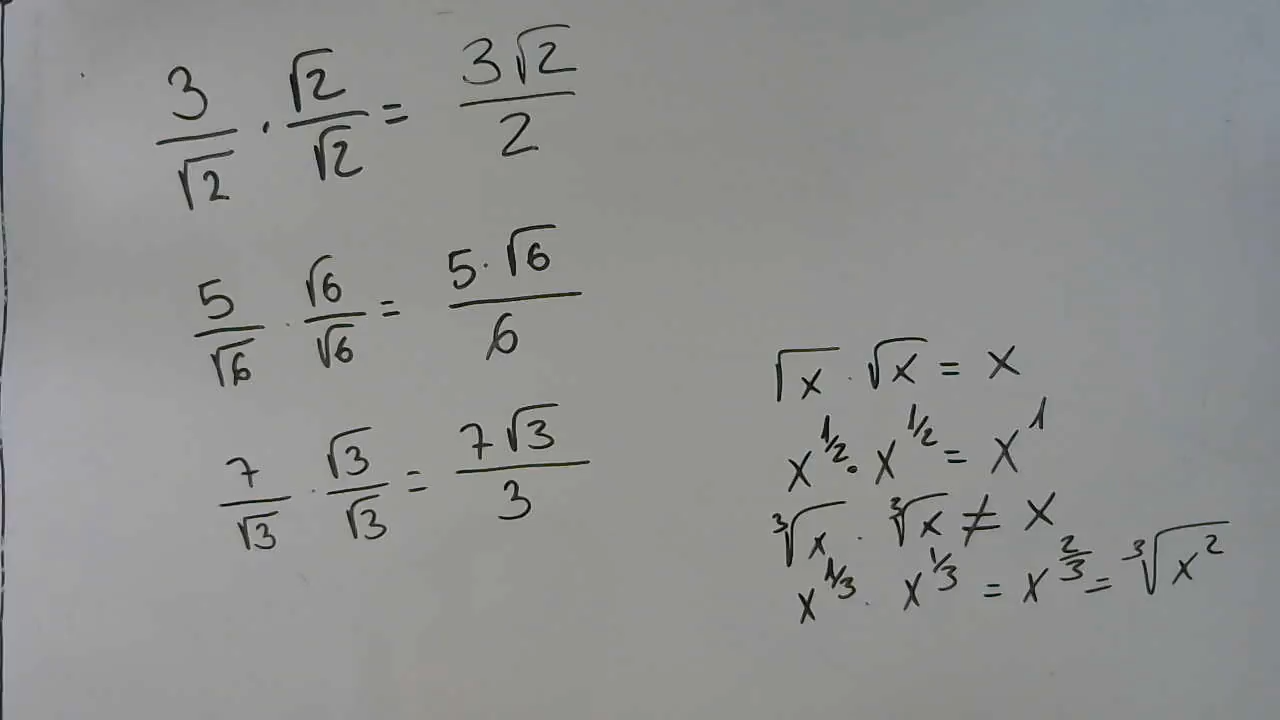 3/√2 · √2/√2 = 3√2/2
5/√6 · √6/√6 = 5·√6/6
7/√3 · √3/√3 = 7√3/3
√x · √x = x
x^1/2 · x^1/2 = x^1
∛x · ∛x ≠ x
x^1/3 · x^1/3 = x^2/3 = ∛x^2